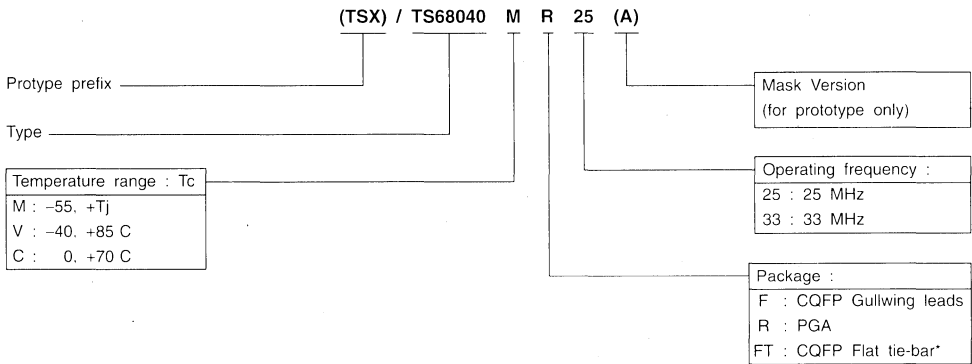 (TSX) / TS68040 M R 25 (A)
Protype prefix
Type
Temperature range : Tc
M : –55, +Tj
V : –40, +85 C
C : 0, +70 C
Mask Version
(for prototype only)
Operating frequency :
25 : 25 MHz
33 : 33 MHz
Package :
F : CQFP Gullwing leads
R : PGA
FT : CQFP Flat tie-bar*